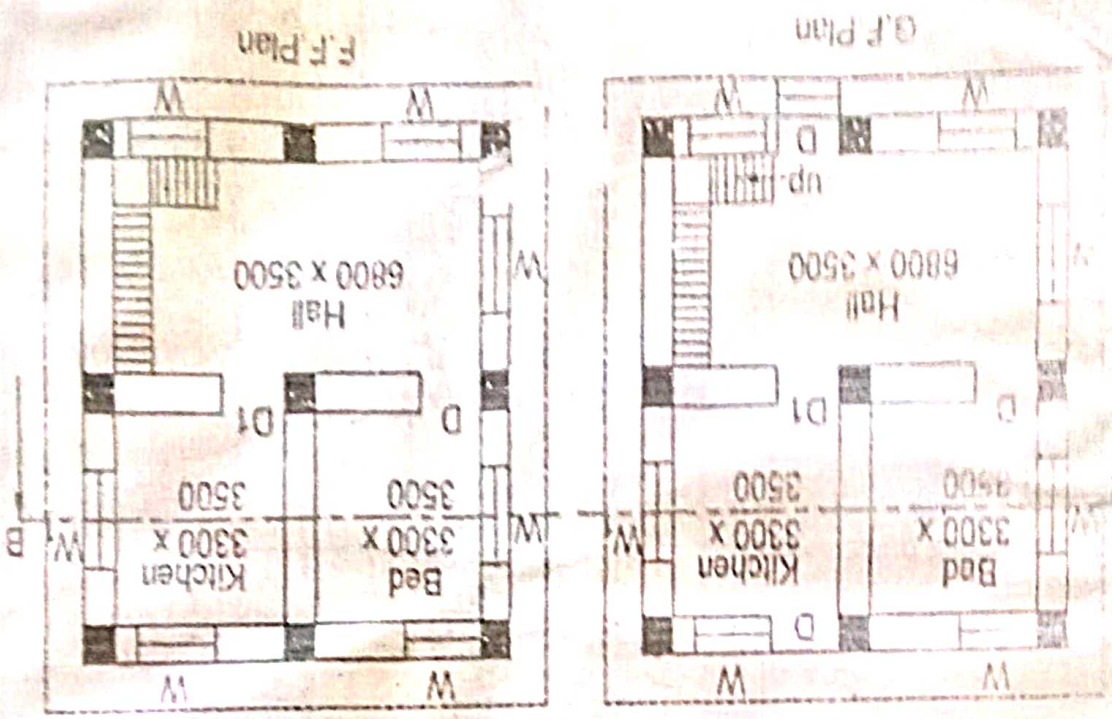 W W
D
Bed
3300 x
3500
Kitchen
3300 x
3500
W W
D D1
Hall
6800 x 3500
W
up
D
W W
G.F.Plan
W W
Bed
3300 x
3500
Kitchen
3300 x
3500
W W
B
D D1
Hall
6800 x 3500
W
W W
F.F.Plan